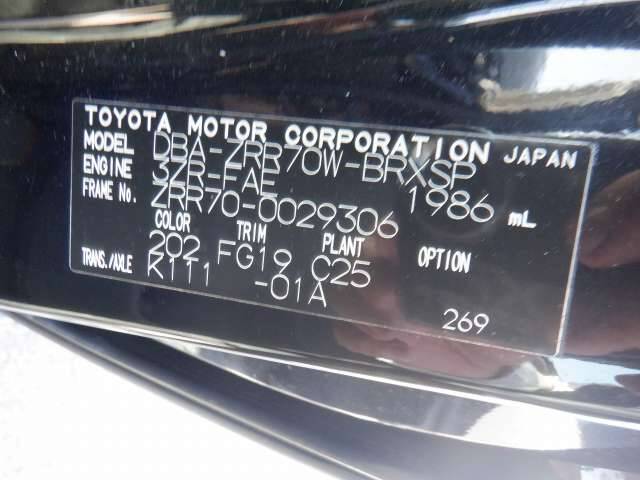 TOYOTA MOTOR CORPORATION JAPAN
MODEL DBA-ZRR70W-BRXSP
ENGINE 3ZR-FAE 1986 mL
FRAME No. ZRR70-0029306
COLOR TRIM PLANT OPTION
202 FG19 C25
TRANS./AXLE K111 -01A
269